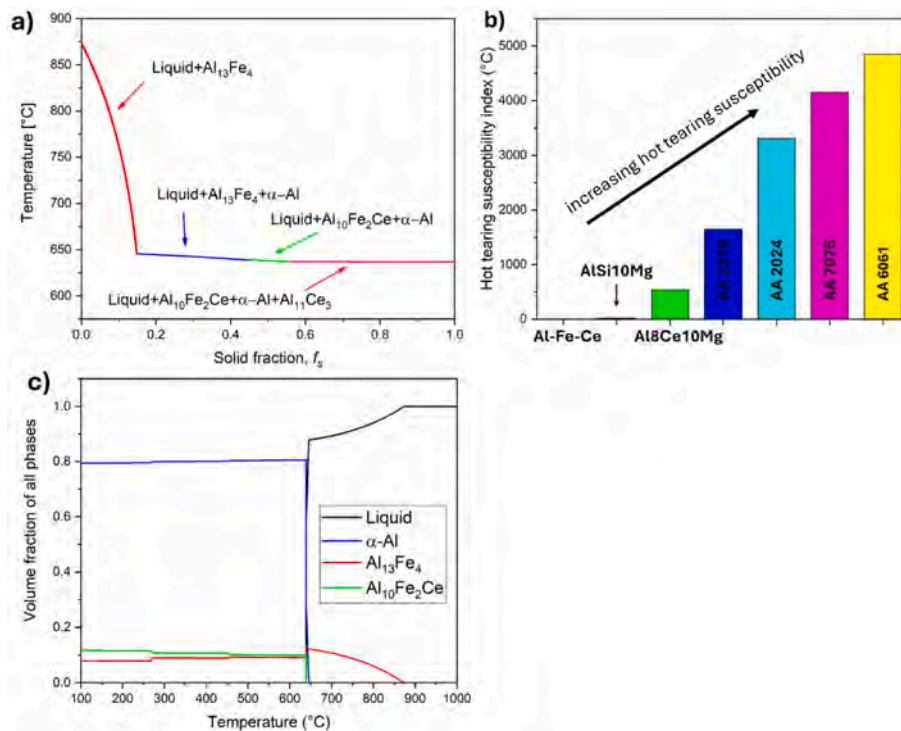 a)
Temperature [°C]
900
850
800
750
700
650
600
Liquid+Al13Fe4
Liquid+Al13Fe4+α–Al
Liquid+Al10Fe2Ce+α–Al
Liquid+Al10Fe2Ce+α–Al+Al11Ce3
0.0 0.2 0.4 0.6 0.8 1.0
Solid fraction, fs
b)
Hot tearing susceptibility index (°C)
5000
4000
3000
2000
1000
0
increasing hot tearing susceptibility
AlSi10Mg
AA 2219
AA 2024
AA 7075
AA 6061
Al-Fe-Ce
Al8Ce10Mg
c)
Volume fraction of all phases
1.0
0.8
0.6
0.4
0.2
0.0
Liquid
α-Al
Al13Fe4
Al10Fe2Ce
100 200 300 400 500 600 700 800 900 1000
Temperature (°C)